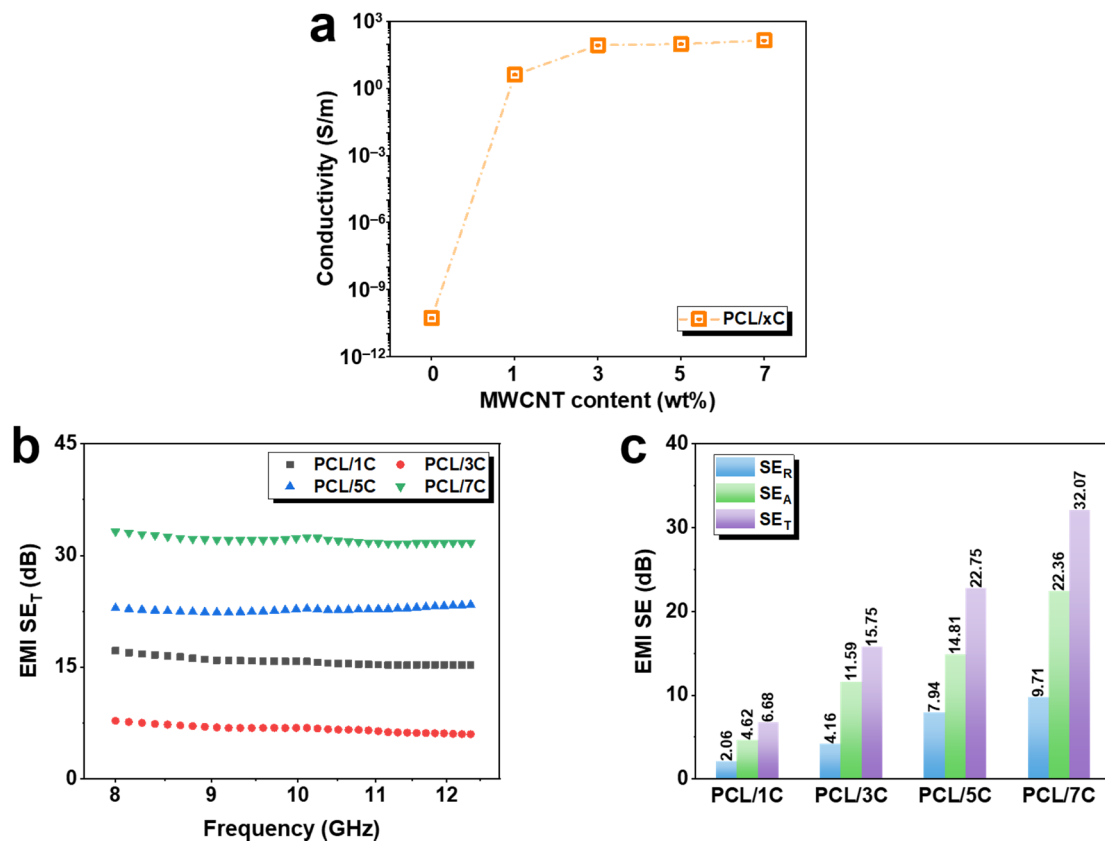 a
Conductivity (S/m)
10³
10⁰
10⁻³
10⁻⁶
10⁻⁹
10⁻¹²
PCL/xC
0 1 3 5 7
MWCNT content (wt%)
b
EMI SE_T (dB)
45
30
15
0
PCL/1C PCL/3C
PCL/5C PCL/7C
8 9 10 11 12
Frequency (GHz)
c
EMI SE (dB)
40
30
20
10
0
SE_R
SE_A
SE_T
2.06 4.62 6.68 4.16 11.59 15.75 7.94 14.81 22.75 9.71 22.36 32.07
PCL/1C PCL/3C PCL/5C PCL/7C